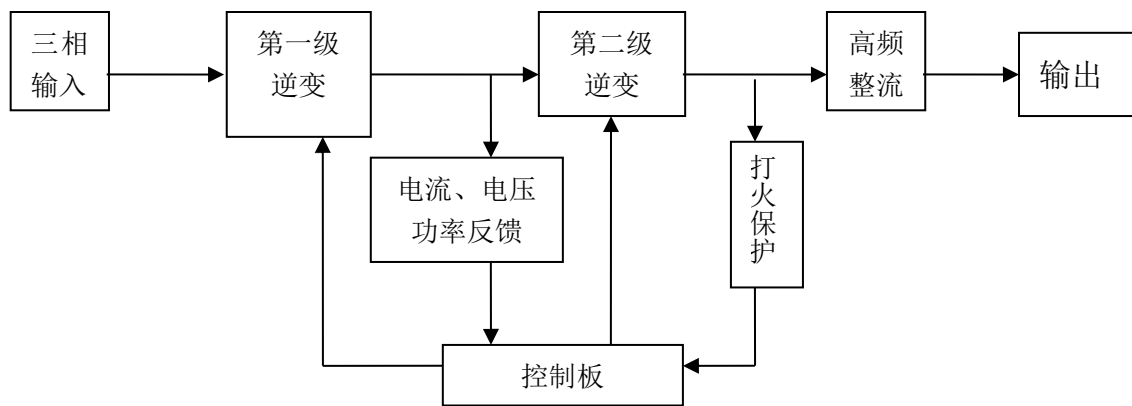 三相
输入
第一级
逆变
第二级
逆变
高频
整流
输出
电流、电压
功率反馈
打
火
保
护
控制板